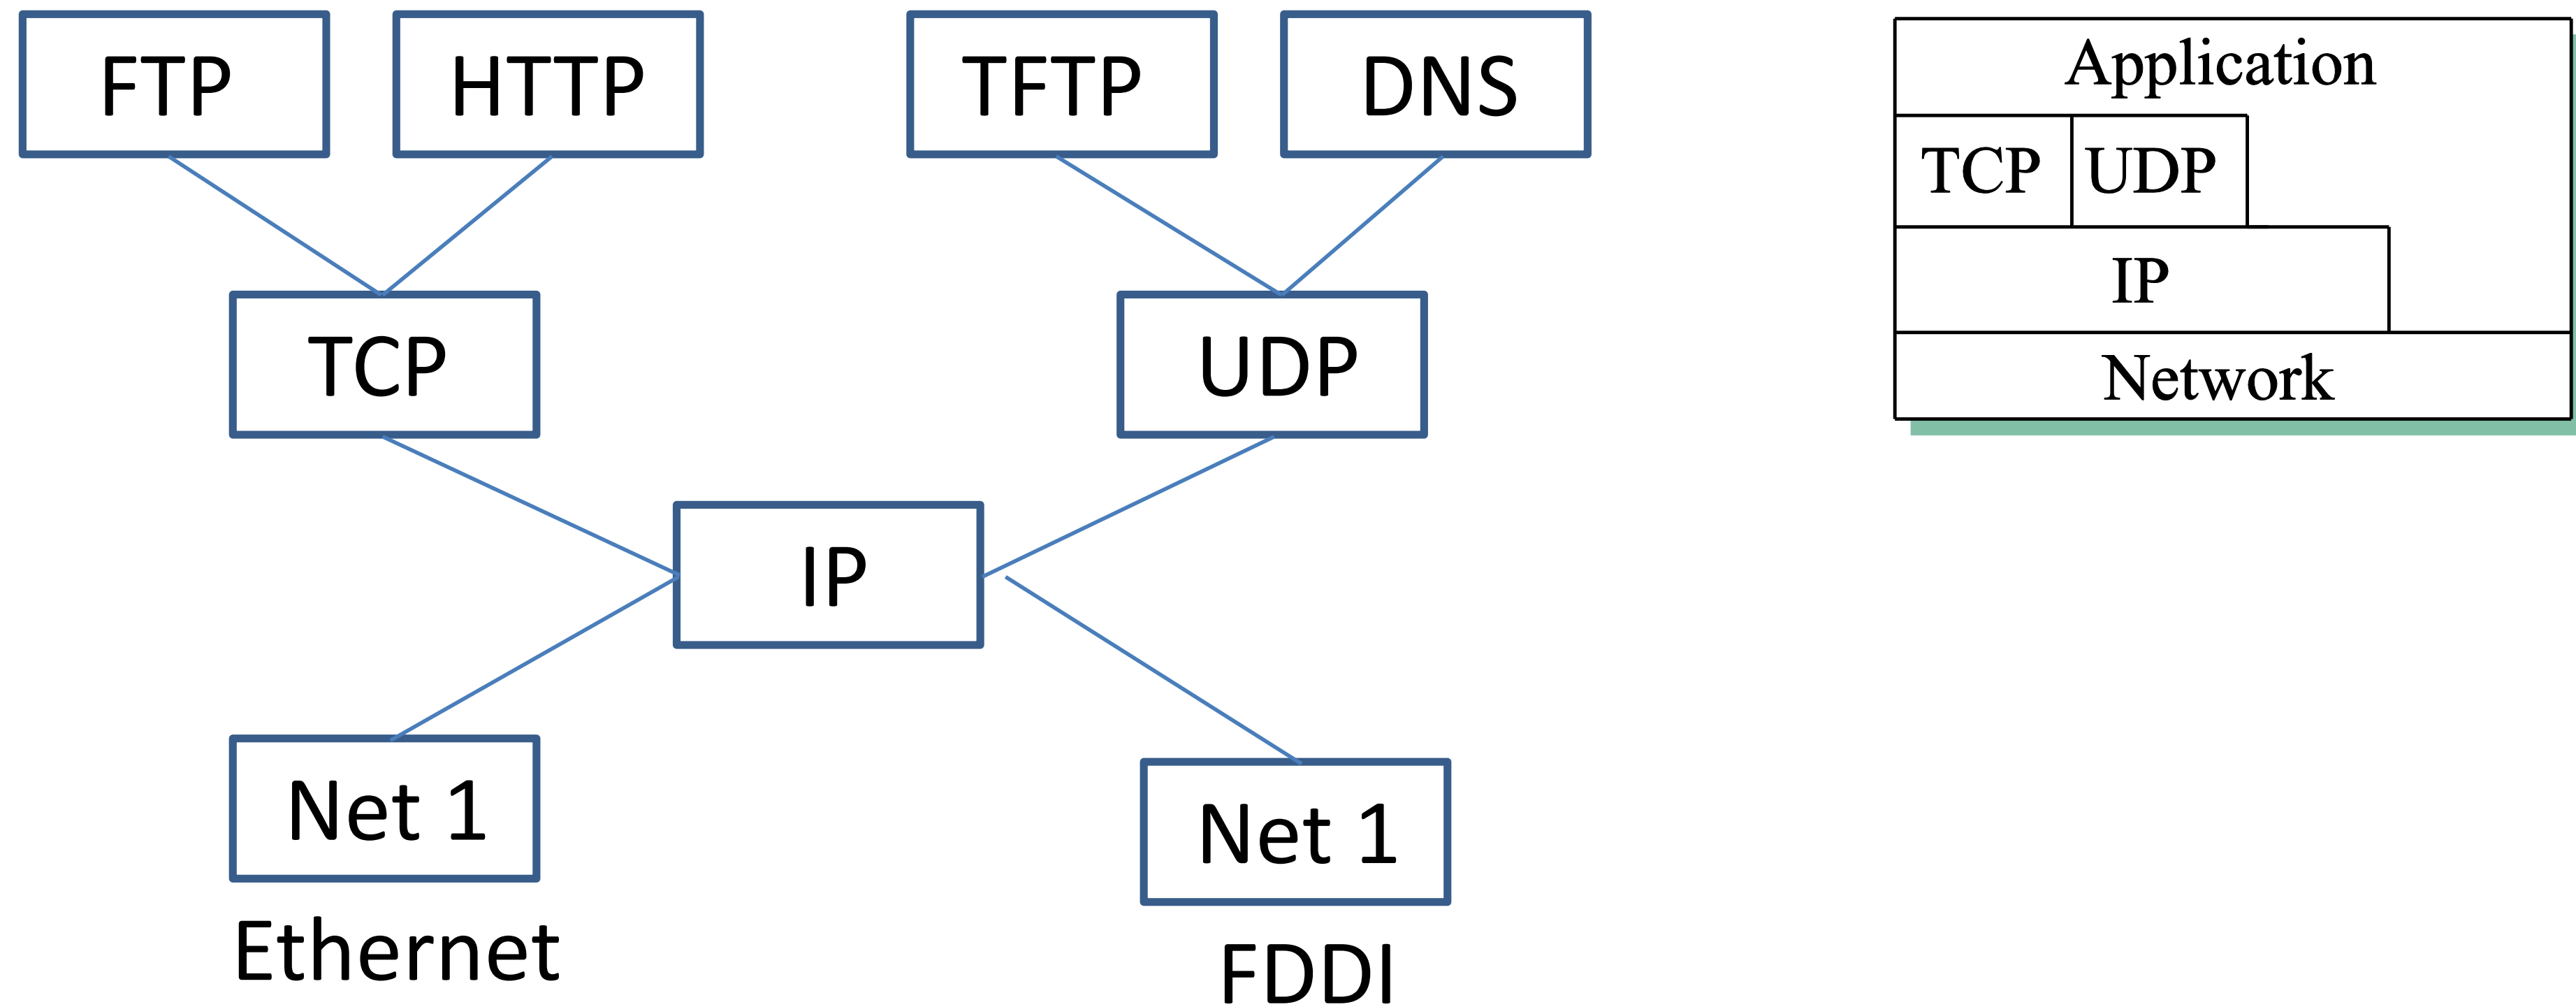 FTP
HTTP
TFTP
DNS
TCP
UDP
IP
Net 1
Net 1
Ethernet
FDDI
Application
TCP
UDP
IP
Network